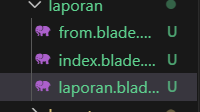 laporan
from.blade.... U
index.blade.... U
laporan.blad... U